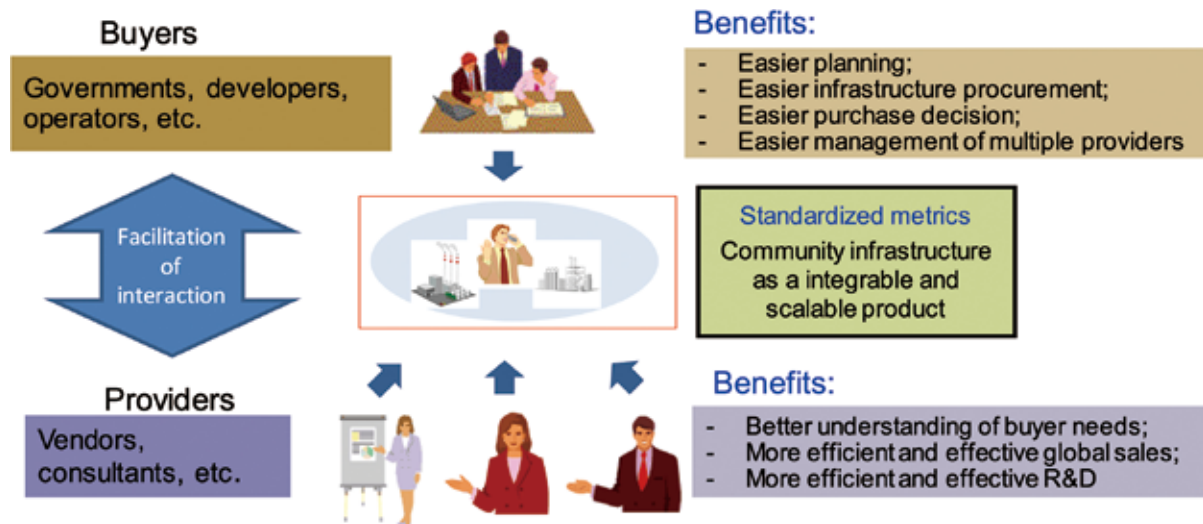 Buyers
Governments, developers,
operators, etc.
Benefits:
- Easier planning;
- Easier infrastructure procurement;
- Easier purchase decision;
- Easier management of multiple providers
Facilitation
of
interaction
Standardized metrics
Community infrastructure
as a integrable and
scalable product
Providers
Vendors,
consultants, etc.
Benefits:
- Better understanding of buyer needs;
- More efficient and effective global sales;
- More efficient and effective R&D